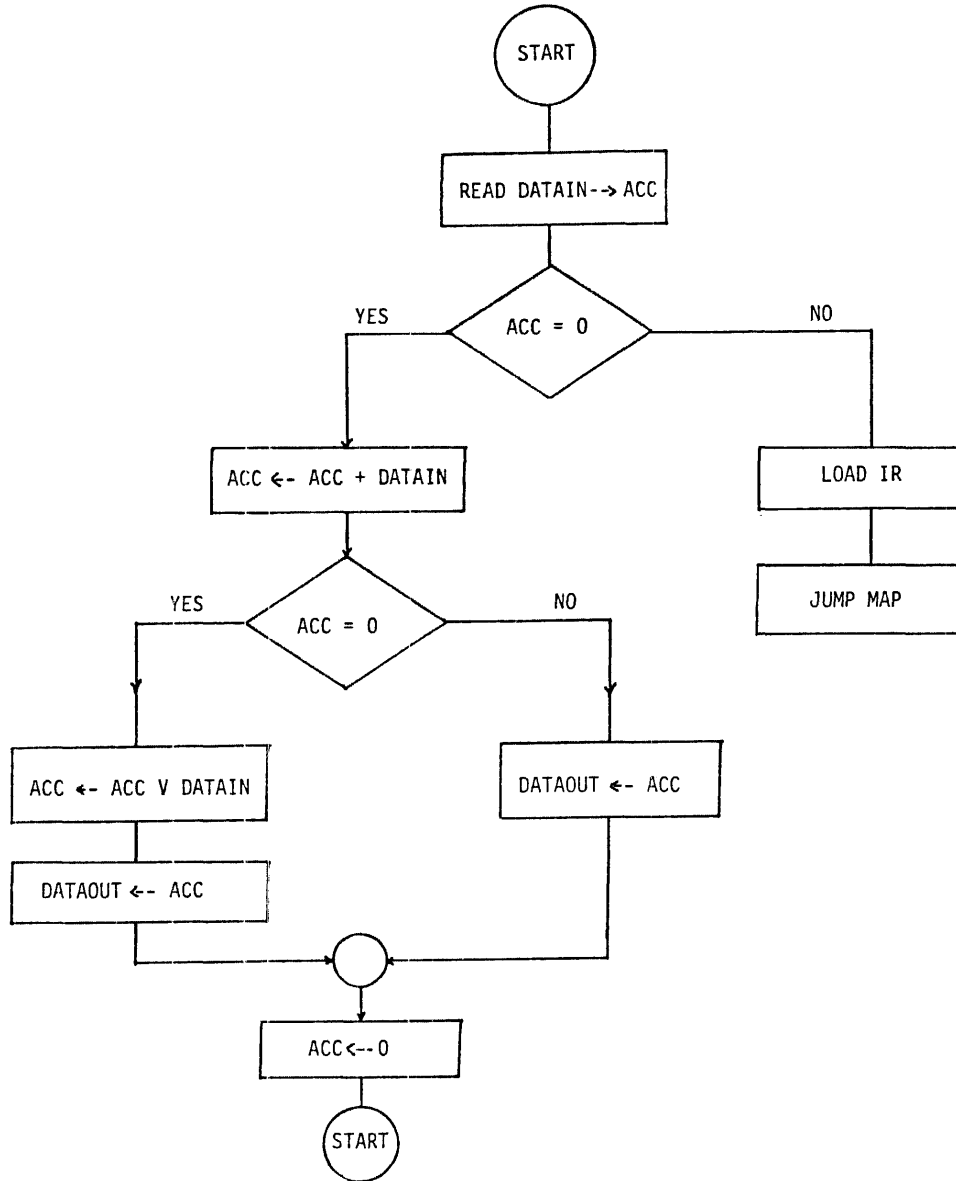 START
READ DATAIN--> ACC
YES
ACC = 0
NO
ACC <-- ACC + DATAIN
LOAD IR
YES
ACC = 0
NO
JUMP MAP
ACC <-- ACC V DATAIN
DATAOUT <-- ACC
DATAOUT <-- ACC
ACC<--0
START